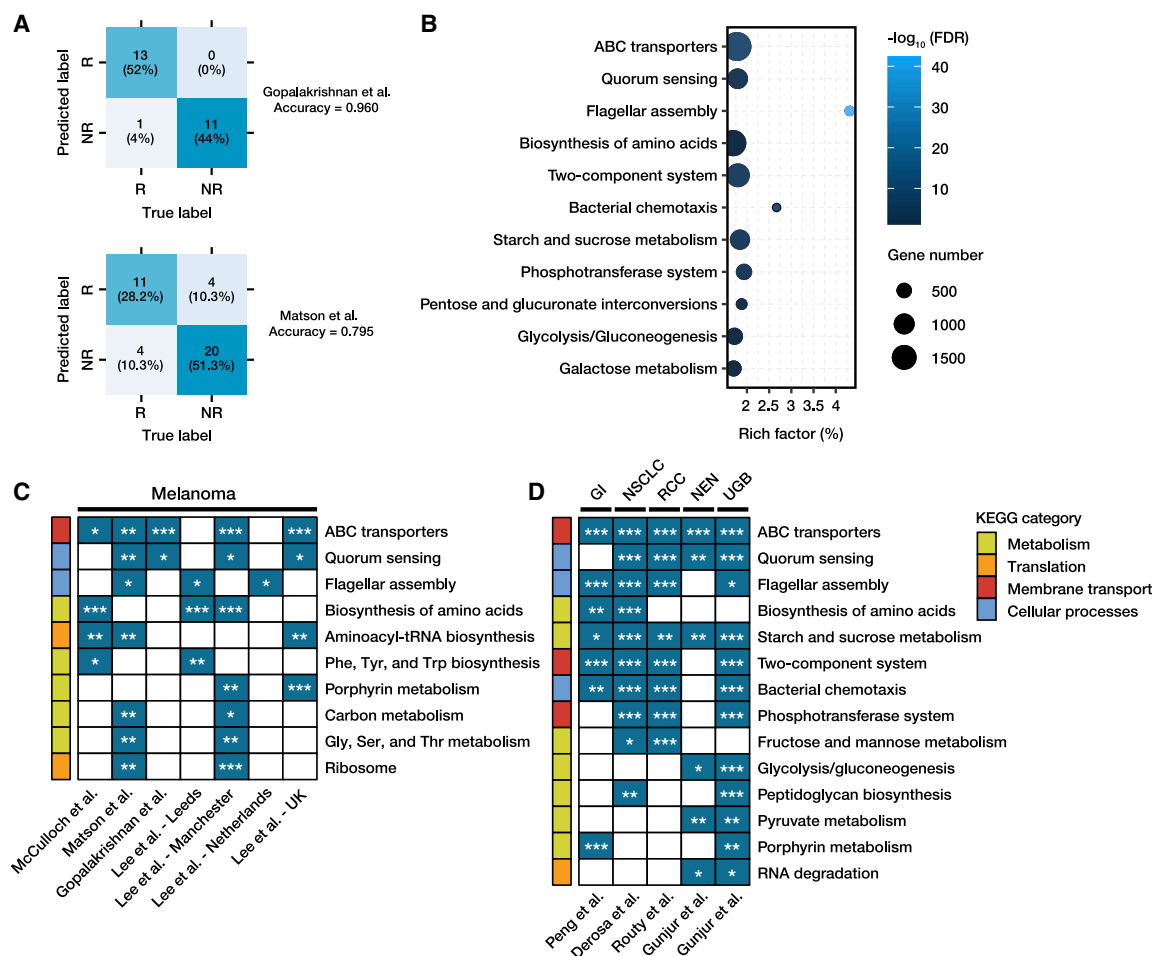 A
Predicted label
R
NR
13
(52%)
0
(0%)
1
(4%)
11
(44%)
R
NR
True label
Gopalakrishnan et al.
Accuracy = 0.960
Predicted label
R
NR
11
(28.2%)
4
(10.3%)
4
(10.3%)
20
(51.3%)
R
NR
True label
Matson et al.
Accuracy = 0.795
B
ABC transporters
Quorum sensing
Flagellar assembly
Biosynthesis of amino acids
Two-component system
Bacterial chemotaxis
Starch and sucrose metabolism
Phosphotransferase system
Pentose and glucuronate interconversions
Glycolysis/Gluconeogenesis
Galactose metabolism
2 2.5 3 3.5 4
Rich factor (%)
-log10 (FDR)
40
30
20
10
Gene number
500
1000
1500
C
Melanoma
* ** *** *** *** ABC transporters
** * * * Quorum sensing
* * * Flagellar assembly
*** *** *** Biosynthesis of amino acids
** ** ** Aminoacyl-tRNA biosynthesis
* ** Phe, Tyr, and Trp biosynthesis
** *** Porphyrin metabolism
** * Carbon metabolism
** ** Gly, Ser, and Thr metabolism
** *** Ribosome
McCulloch et al.
Matson et al.
Gopalakrishnan et al.
Lee et al. - Leeds
Lee et al. - Manchester
Lee et al. - Netherlands
Lee et al. - UK
D
GI
NSCLC
RCC
NEN
UGB
*** *** *** *** *** ABC transporters
*** *** ** *** Quorum sensing
*** *** *** * Flagellar assembly
** *** Biosynthesis of amino acids
* *** ** ** *** Starch and sucrose metabolism
*** *** *** *** Two-component system
** *** *** *** Bacterial chemotaxis
*** *** *** Phosphotransferase system
* *** Fructose and mannose metabolism
* *** Glycolysis/gluconeogenesis
** *** Peptidoglycan biosynthesis
** ** Pyruvate metabolism
*** ** Porphyrin metabolism
* * RNA degradation
Peng et al.
Derosa et al.
Routy et al.
Gunjur et al.
Gunjur et al.
KEGG category
Metabolism
Translation
Membrane transport
Cellular processes